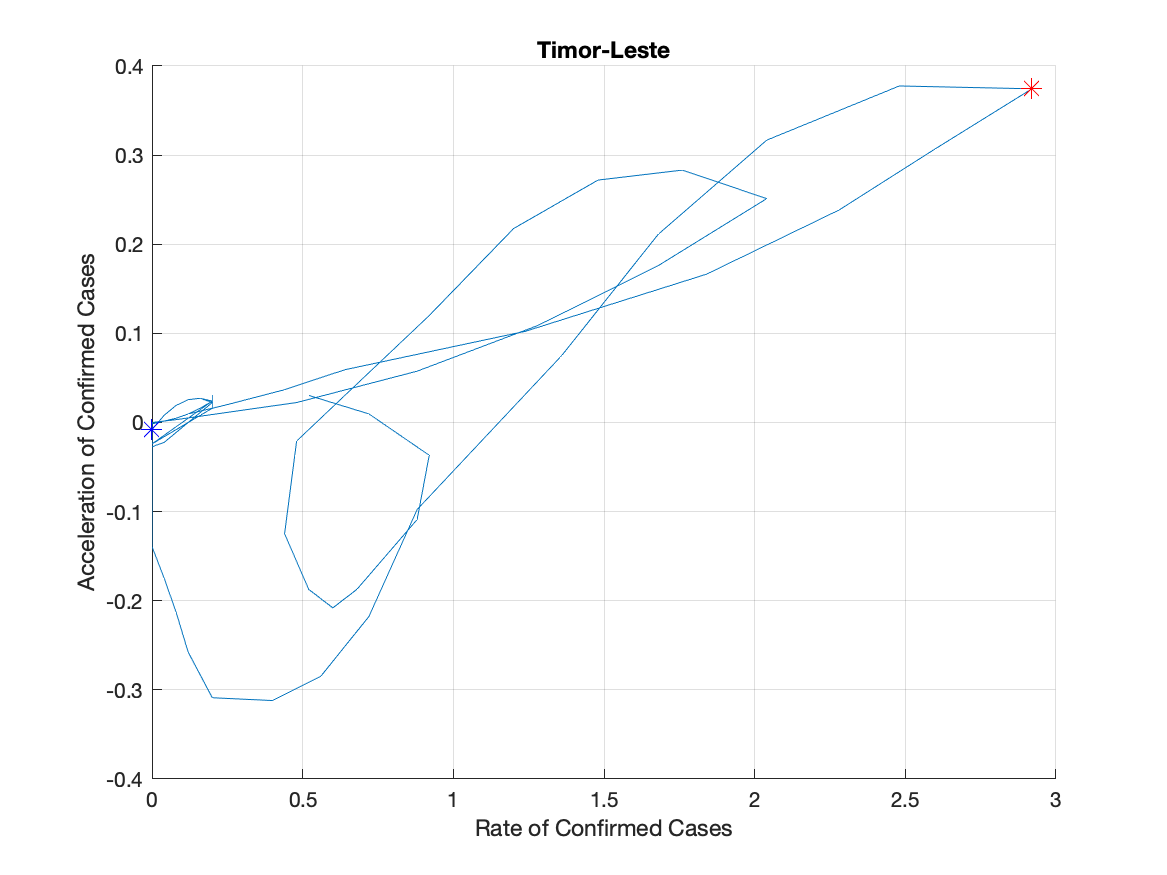 Timor-Leste
Acceleration of Confirmed Cases
0.4
0.3
0.2
0.1
0
-0.1
-0.2
-0.3
-0.4
0 0.5 1 1.5 2 2.5 3
Rate of Confirmed Cases